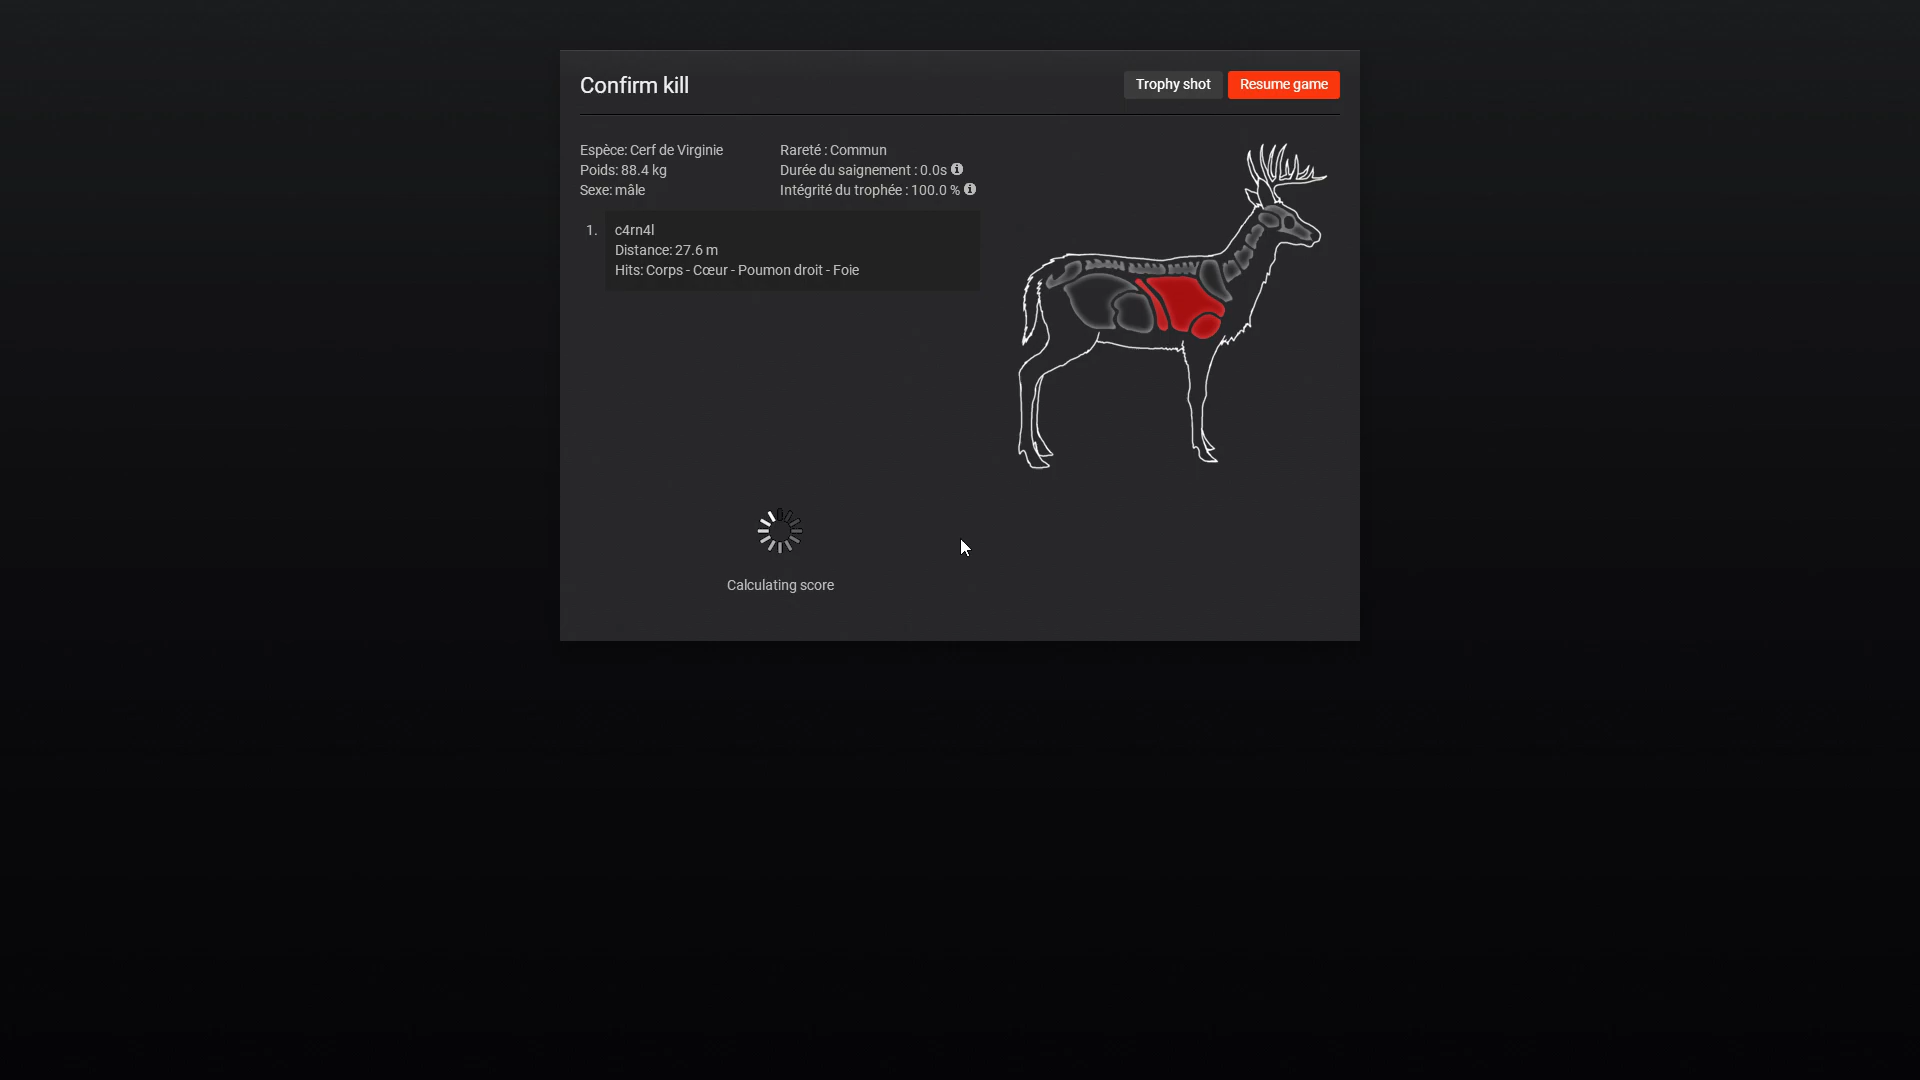 Confirm kill
Trophy shot
Resume game
Espèce: Cerf de Virginie
Poids: 88.4 kg
Sexe: mâle
Rareté : Commun
Durée du saignement : 0.0s
Intégrité du trophée : 100.0 %
1.
c4rn4l
Distance: 27.6 m
Hits: Corps - Cœur - Poumon droit - Foie
Calculating score